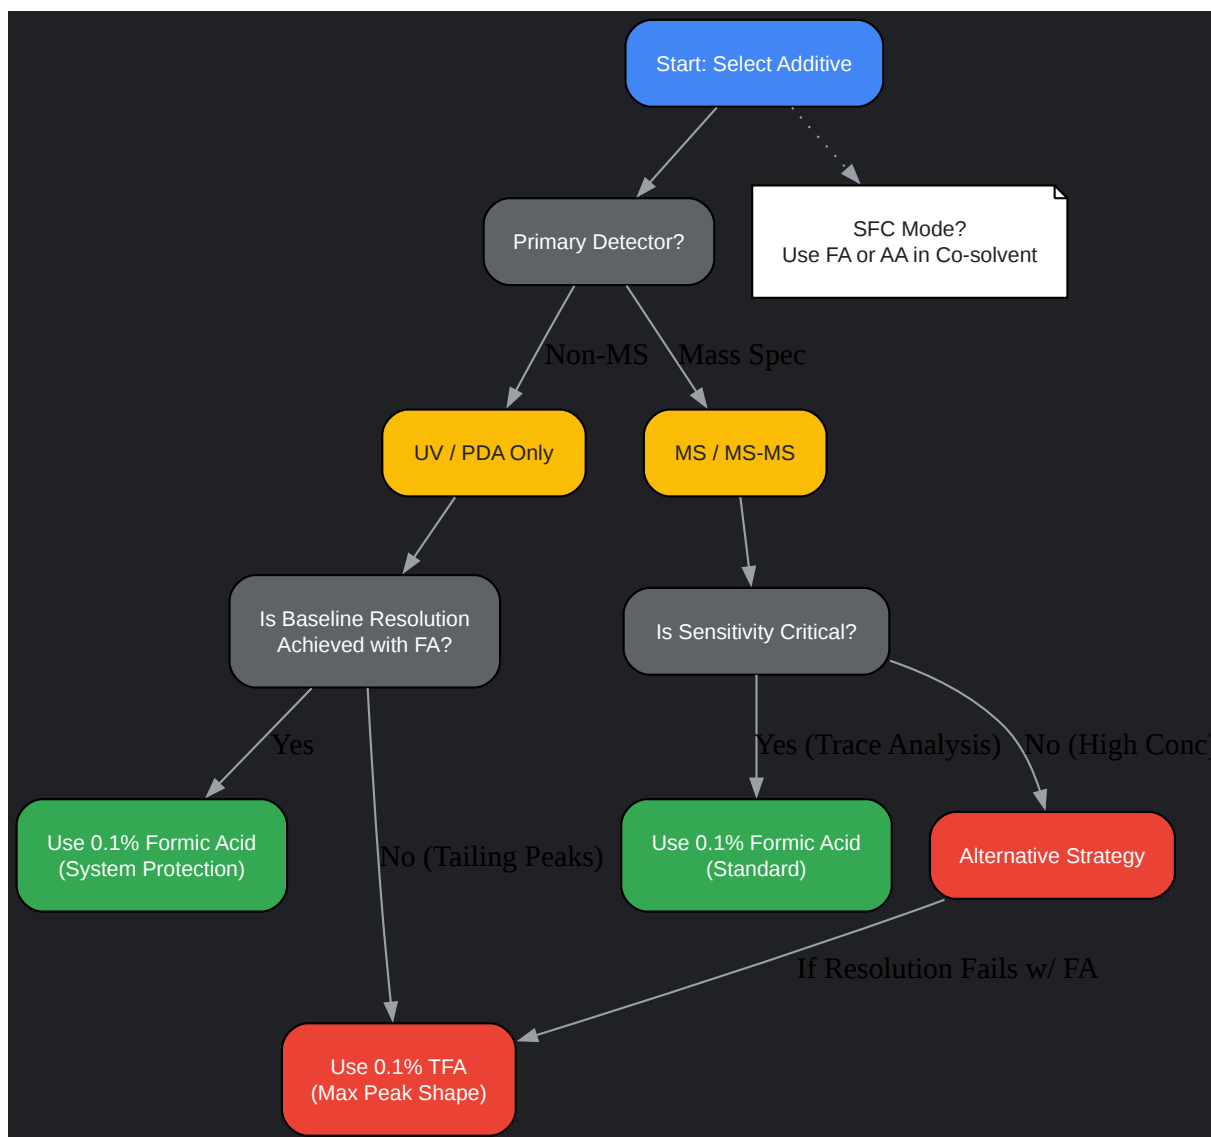 Start: Select Additive
SFC Mode?
Use FA or AA in Co-solvent
Primary Detector?
Non-MS
Mass Spec
UV / PDA Only
MS / MS-MS
Is Baseline Resolution
Achieved with FA?
Is Sensitivity Critical?
Yes
Yes (Trace Analysis)
No (High Conc)
Use 0.1% Formic Acid
(System Protection)
No (Tailing Peaks)
Use 0.1% Formic Acid
(Standard)
Alternative Strategy
If Resolution Fails w/ FA
Use 0.1% TFA
(Max Peak Shape)